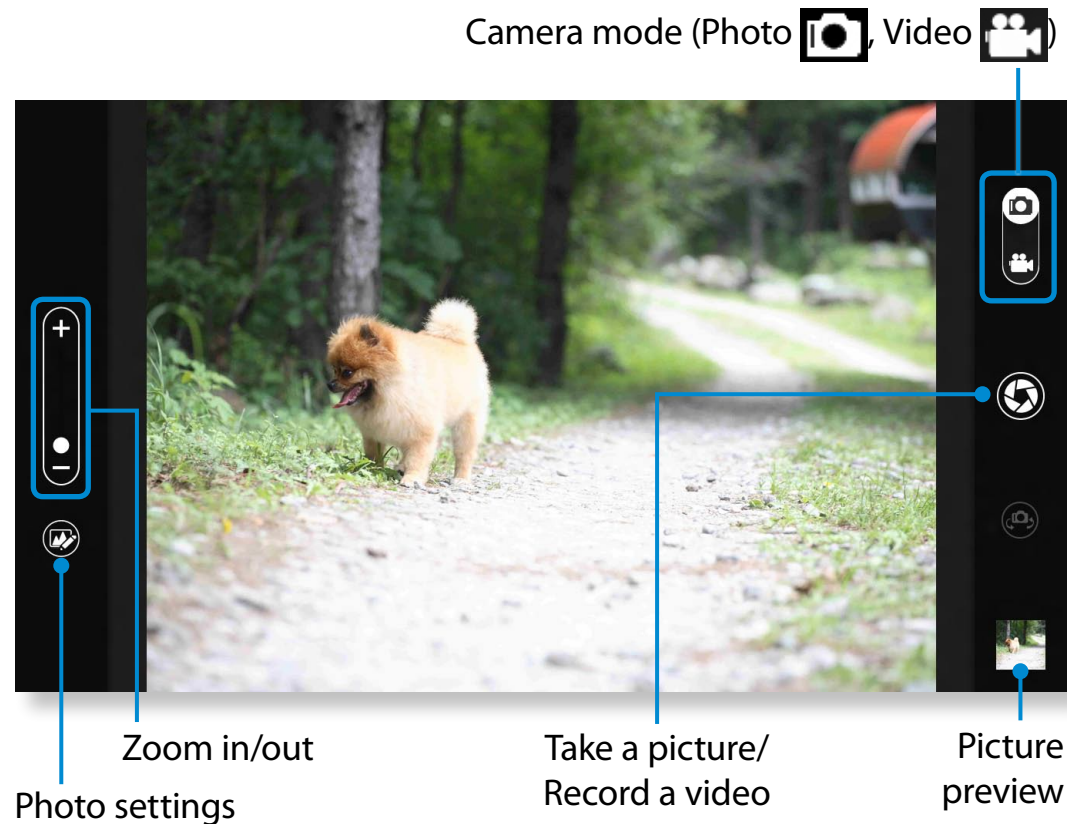 Camera mode (Photo , Video )
Zoom in/out
Photo settings
Take a picture/
Record a video
Picture
preview